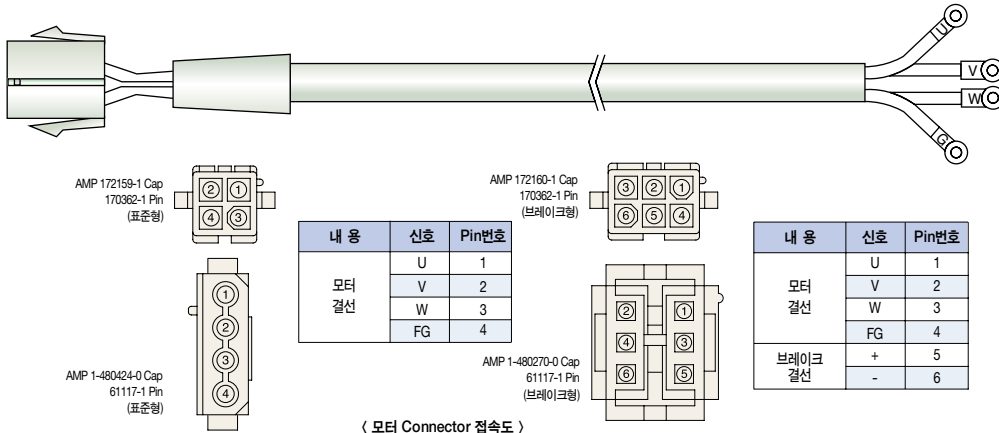 U
V
W
G
AMP 172159-1 Cap
170362-1 Pin
(표준형)
2 1
4 3
AMP 172160-1 Cap
170362-1 Pin
(브레이크형)
3 2 1
6 5 4
내 용 신호 Pin번호
모터 결선 U 1
V 2
W 3
FG 4
내 용 신호 Pin번호
모터 결선 U 1
V 2
W 3
FG 4
브레이크 결선 + 5
- 6
1
2
3
4
AMP 1-480424-0 Cap
61117-1 Pin
(표준형)
2 1
4 3
6 5
AMP 1-480270-0 Cap
61117-1 Pin
(브레이크형)
< 모터 Connector 접속도 >